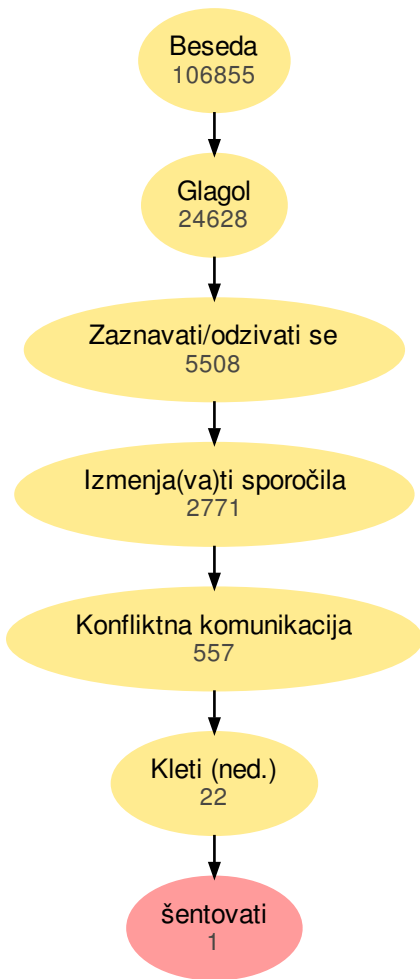 Beseda
106855
Glagol
24628
Zaznavati/odzivati se
5508
Izmenja(va)ti sporočila
2771
Konfliktna komunikacija
557
Kleti (ned.)
22
šentovati
1